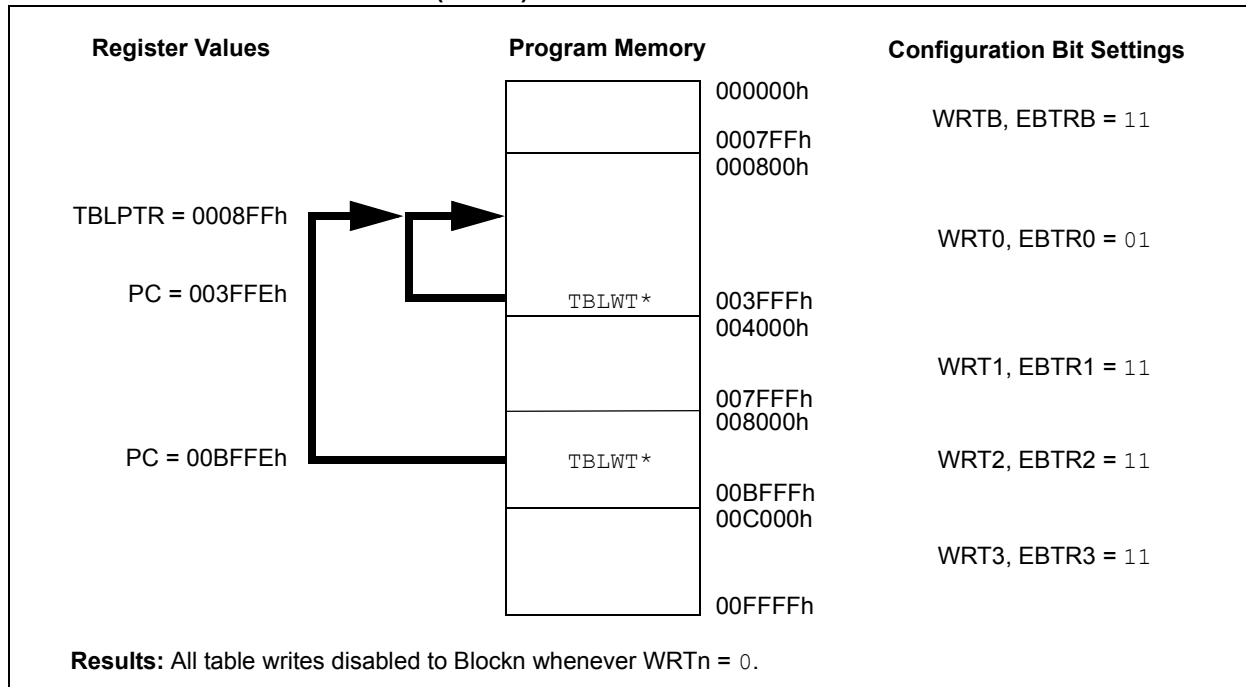 Register Values Program Memory Configuration Bit Settings
000000h
WRTB, EBTRB = 11
0007FFh
000800h
TBLPTR = 0008FFh
WRT0, EBTR0 = 01
PC = 003FFEh TBLWT* 003FFFh
004000h
WRT1, EBTR1 = 11
007FFFh
008000h
PC = 00BFFEh TBLWT* WRT2, EBTR2 = 11
00BFFFh
00C000h
WRT3, EBTR3 = 11
00FFFFh
Results: All table writes disabled to Blockn whenever WRTn = 0.